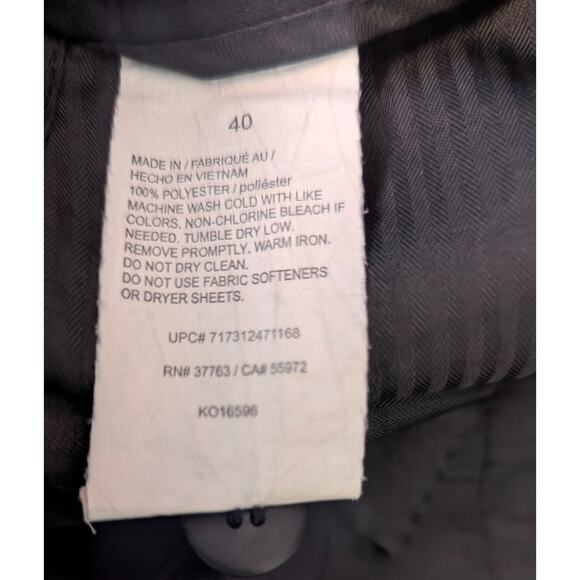 40
MADE IN / FABRIQUÉ AU /
HECHO EN VIETNAM
100% POLYESTER / poliéster
MACHINE WASH COLD WITH LIKE
COLORS. NON-CHLORINE BLEACH IF
NEEDED. TUMBLE DRY LOW.
REMOVE PROMPTLY. WARM IRON.
DO NOT DRY CLEAN.
DO NOT USE FABRIC SOFTENERS
OR DRYER SHEETS.
UPC# 717312471168
RN# 37763 / CA# 55972
KO16596